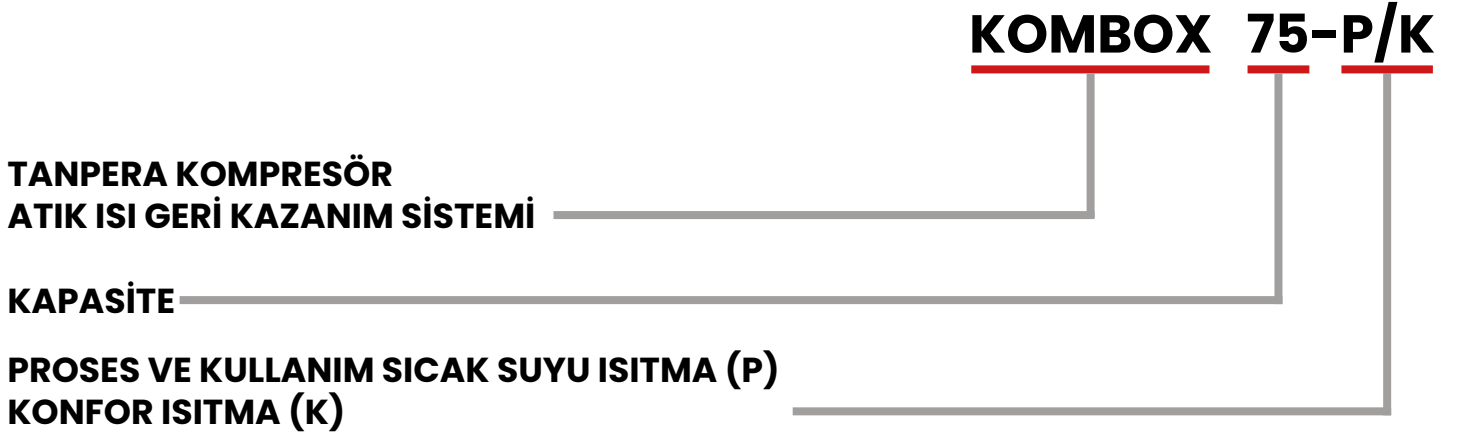 KOMBOX 75-P/K
TANPERA KOMPRESÖR
ATIK ISI GERİ KAZANIM SİSTEMİ
KAPASİTE
PROSES VE KULLANIM SICAK SUYU ISITMA (P)
KONFOR ISITMA (K)